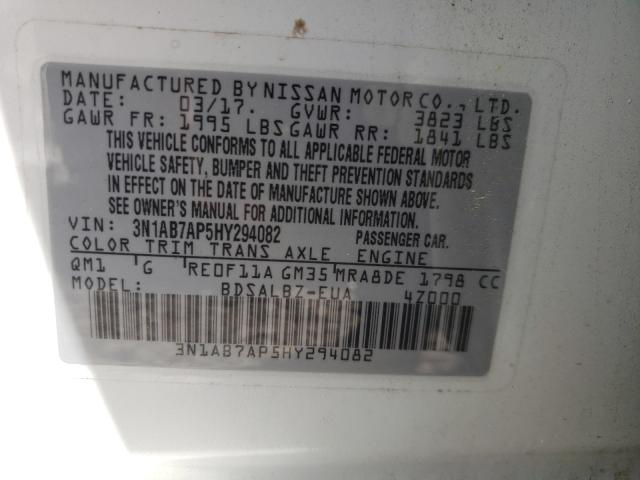 MANUFACTURED BY NISSAN MOTOR CO., LTD.
DATE: 03/17. GVWR: 3823 LBS
GAWR FR: 1995 LBS GAWR RR: 1841 LBS
THIS VEHICLE CONFORMS TO ALL APPLICABLE FEDERAL MOTOR
VEHICLE SAFETY, BUMPER AND THEFT PREVENTION STANDARDS
IN EFFECT ON THE DATE OF MANUFACTURE SHOWN ABOVE.
SEE OWNER'S MANUAL FOR ADDITIONAL INFORMATION.
VIN: 3N1AB7AP5HY294082 PASSENGER CAR.
COLOR TRIM TRANS AXLE ENGINE
QM1 G RE0F11A GM35 MRA8DE 1798 CC
MODEL: BDSALBZ-EUA 4Z000
3N1AB7AP5HY294082